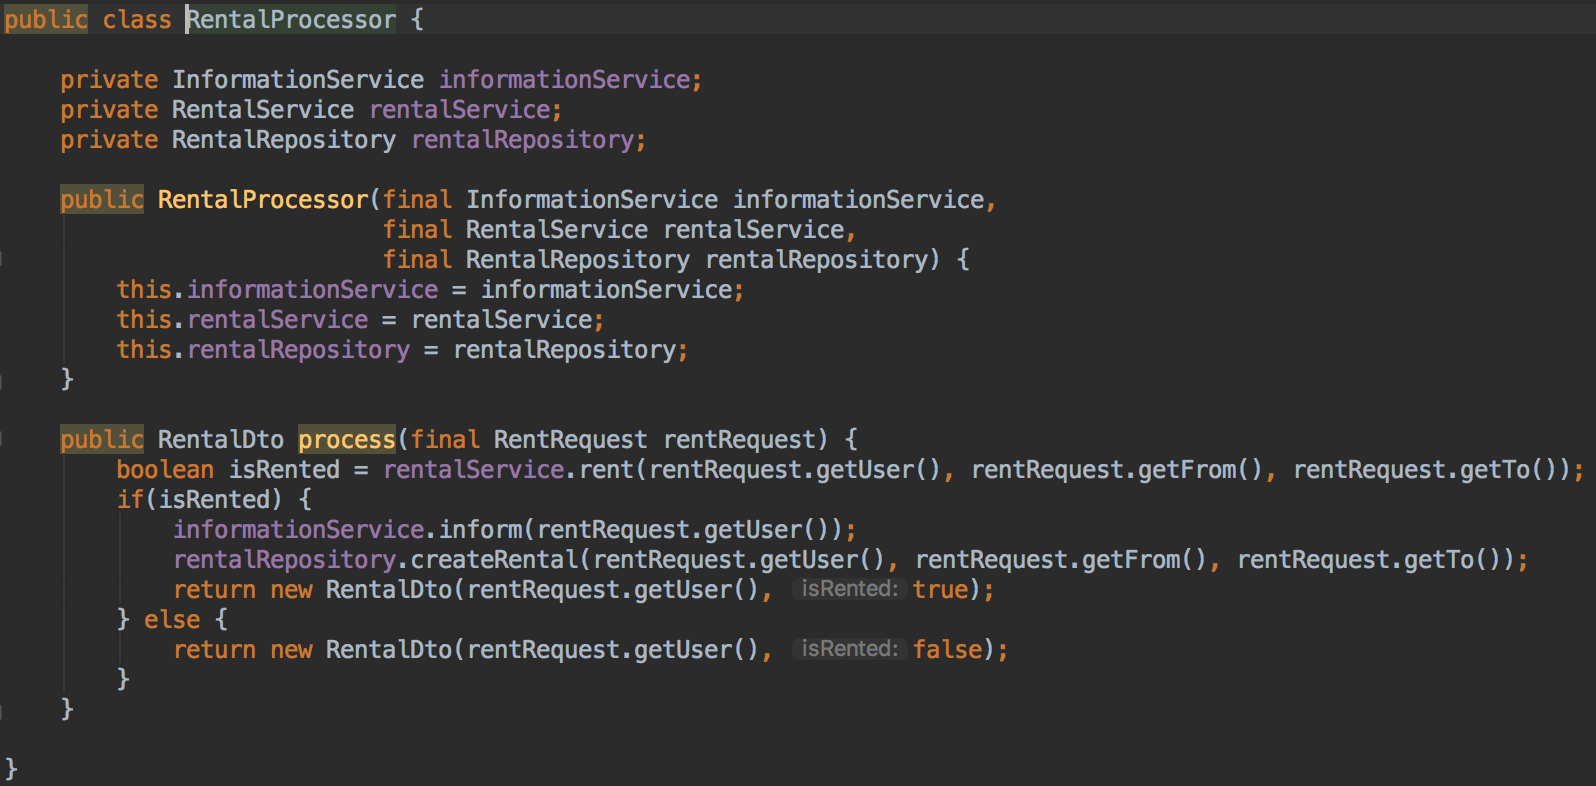 public class RentalProcessor {
private InformationService informationService;
private RentalService rentalService;
private RentalRepository rentalRepository;
public RentalProcessor(final InformationService informationService,
final RentalService rentalService,
final RentalRepository rentalRepository) {
this.informationService = informationService;
this.rentalService = rentalService;
this.rentalRepository = rentalRepository;
}
public RentalDto process(final RentRequest rentRequest) {
boolean isRented = rentalService.rent(rentRequest.getUser(), rentRequest.getFrom(), rentRequest.getTo());
if(isRented) {
informationService.inform(rentRequest.getUser());
rentalRepository.createRental(rentRequest.getUser(), rentRequest.getFrom(), rentRequest.getTo());
return new RentalDto(rentRequest.getUser(), isRented: true);
} else {
return new RentalDto(rentRequest.getUser(), isRented: false);
}
}
}